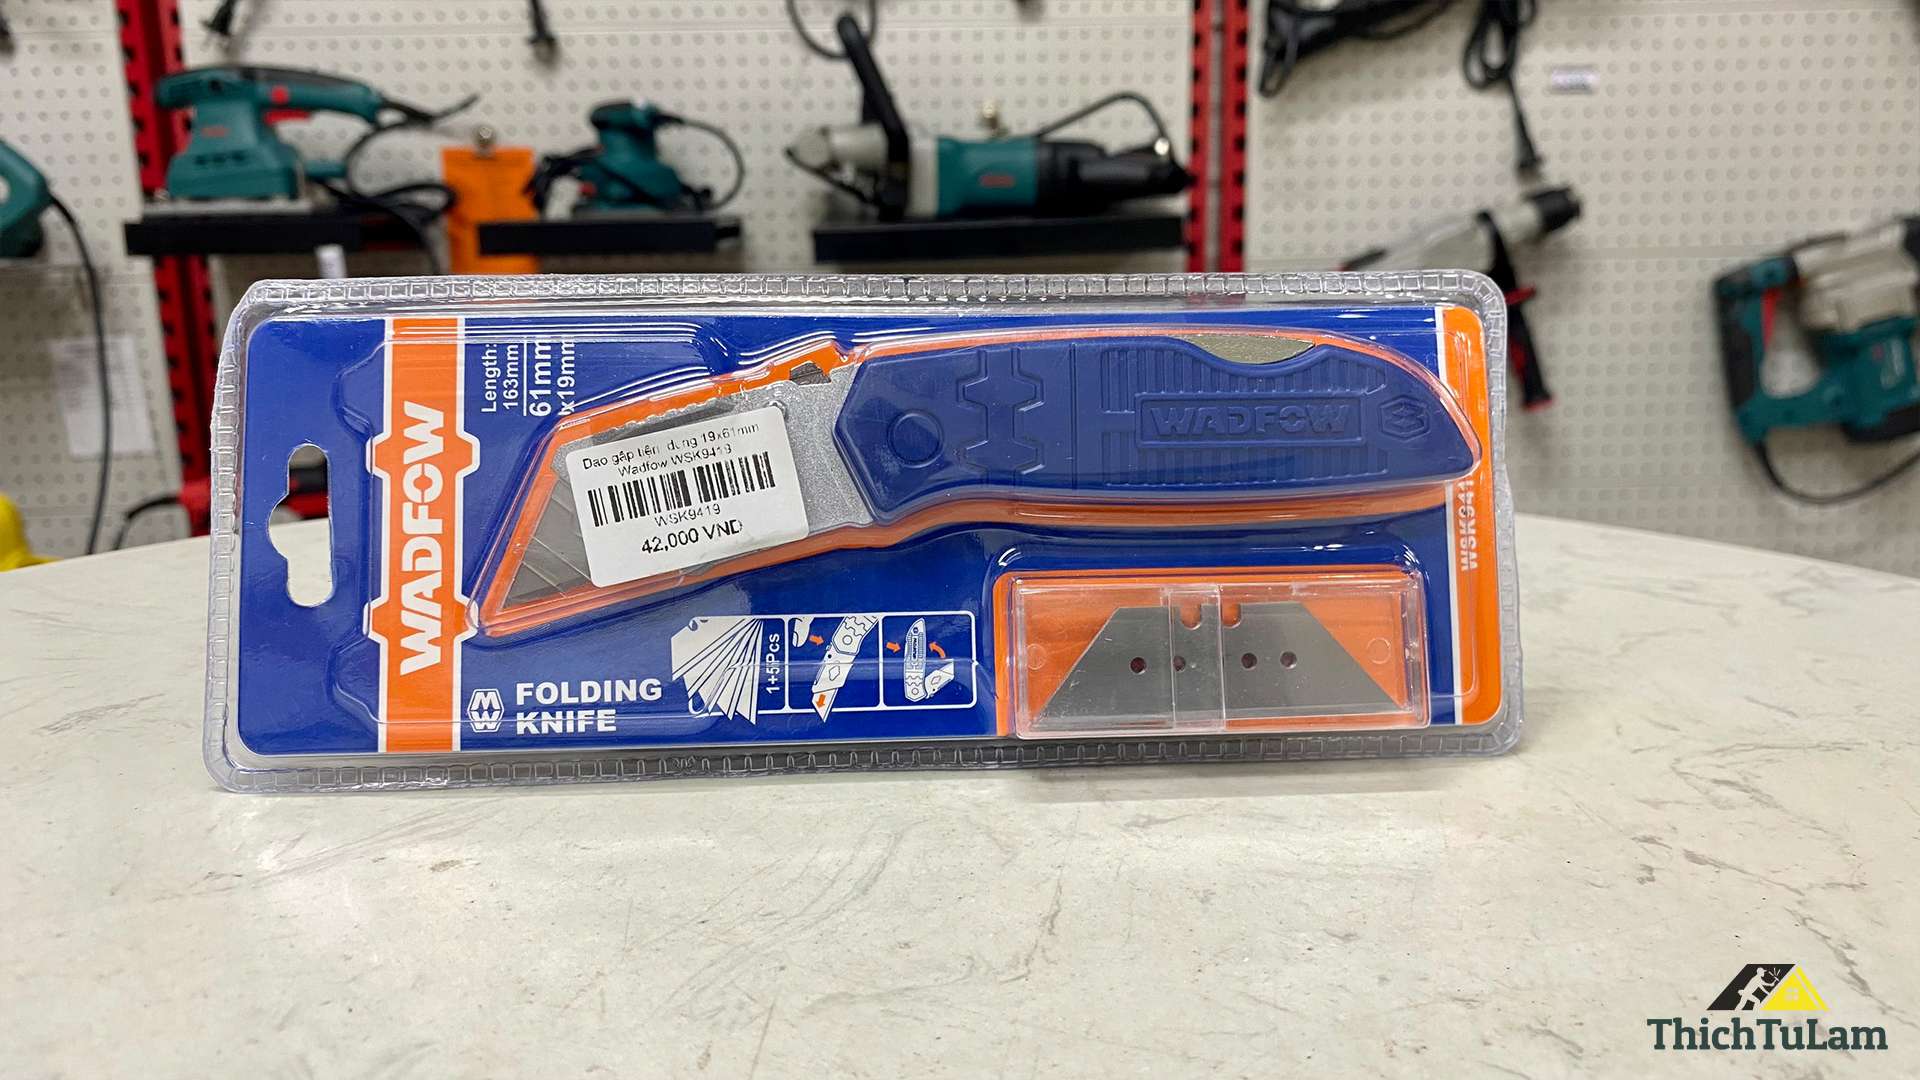 WADFOW
Length:
163mm
61mm
x19mm
Dao gấp tiện dụng 19x61mm
Wadfow WSK9419
WSK9419
42,000 VND
WADFOW
FOLDING
KNIFE
1+5Pcs
ThichTuLam